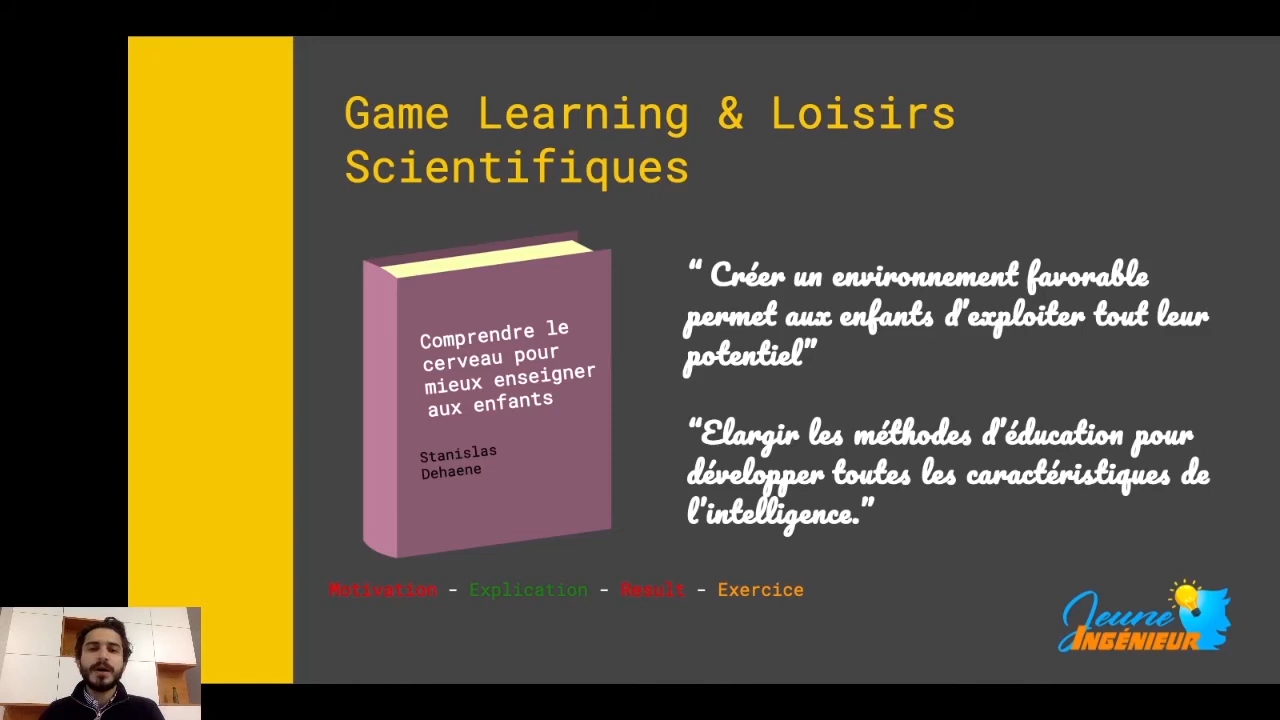 Game Learning & Loisirs
Scientifiques
Comprendre le
cerveau pour
mieux enseigner
aux enfants
Stanislas
Dehaene
“ Créer un environnement favorable
permet aux enfants d’exploiter tout leur
potentiel”
“Elargir les méthodes d’éducation pour
développer toutes les caractéristiques de
l’intelligence.”
Motivation - Explication - Result - Exercice
Jeune
INGÉNIEUR